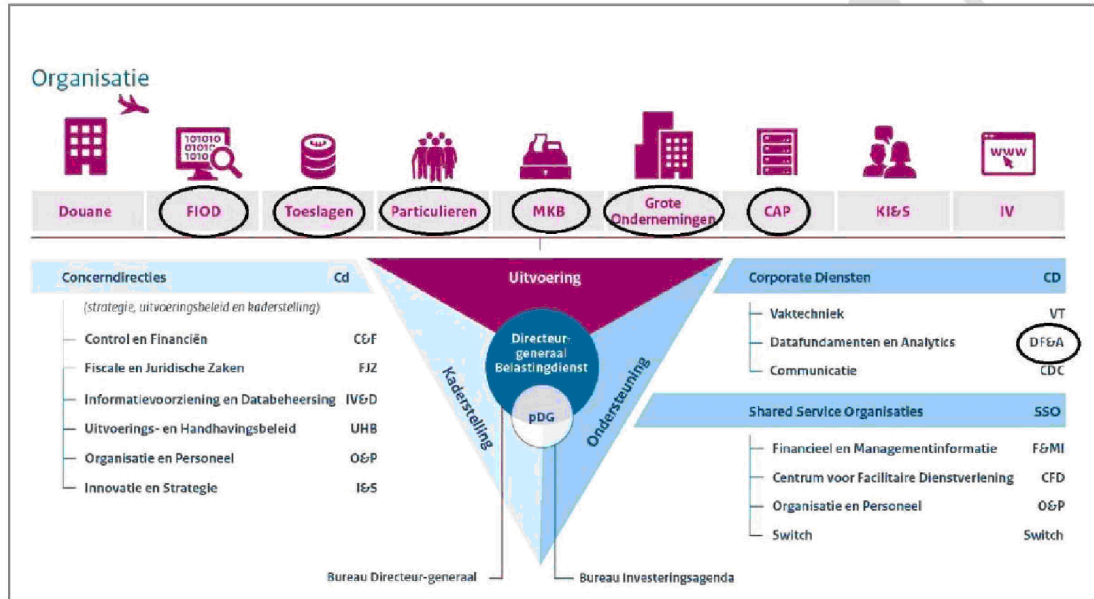 Organisatie
101010
01010
1010
www
Douane
FIOD
Toeslagen
Particulieren
MKB
Grote
Ondernemingen
CAP
KI&S
IV
Concerndirecties Cd
(strategie, uitvoeringsbeleid en kaderstelling)
Control en Financiën C&F
Fiscale en Juridische Zaken FJZ
Informatievoorziening en Databeheersing IV&D
Uitvoerings- en Handhavingsbeleid UHB
Organisatie en Personeel O&P
Innovatie en Strategie I&S
Uitvoering
Directeur-
generaal
Belastingdienst
pDG
Kaderstelling
Ondersteuning
Bureau Directeur-generaal
Bureau Investeringsagenda
Corporate Diensten CD
Vaktechniek VT
Datafundamenten en Analytics DF&A
Communicatie CDC
Shared Service Organisaties SSO
Financieel en Managementinformatie F&MI
Centrum voor Facilitaire Dienstverlening CFD
Organisatie en Personeel O&P
Switch Switch